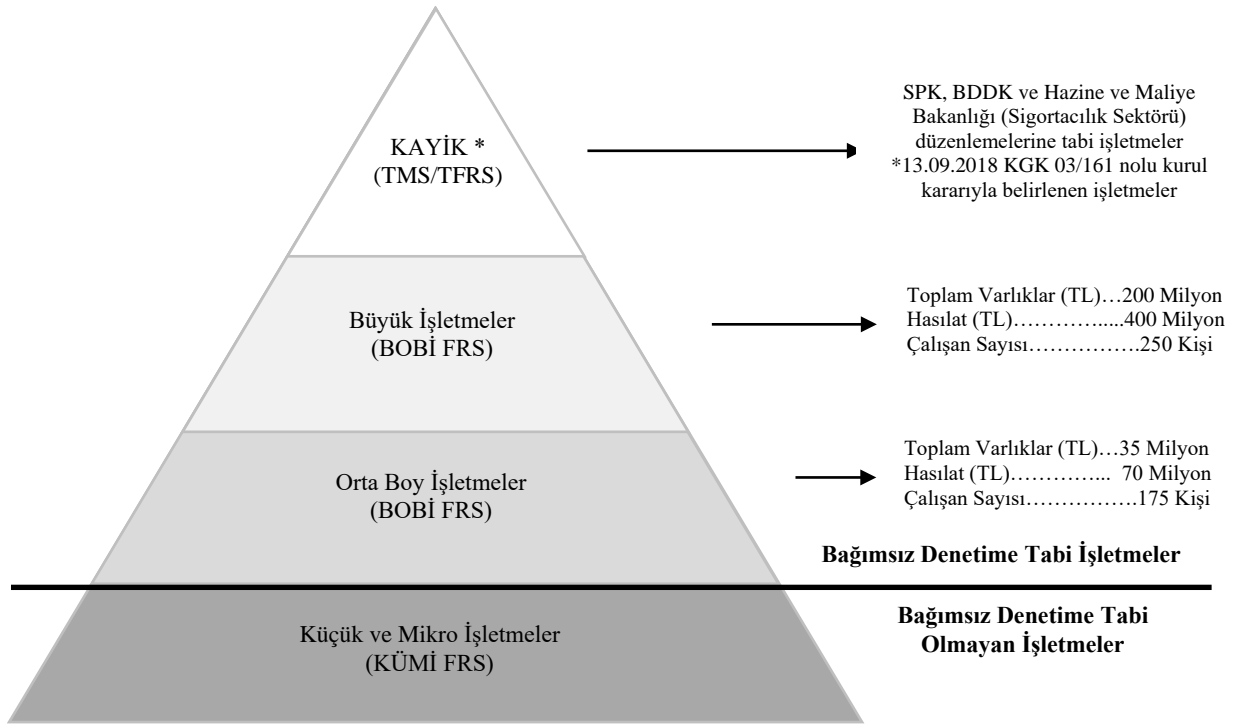 KAYİK *
(TMS/TFRS)
SPK, BDDK ve Hazine ve Maliye
Bakanlığı (Sigortacılık Sektörü)
düzenlemelerine tabi işletmeler
*13.09.2018 KGK 03/161 nolu kurul
kararıyla belirlenen işletmeler
Büyük İşletmeler
(BOBİ FRS)
Toplam Varlıklar (TL)…200 Milyon
Hasılat (TL)………….....400 Milyon
Çalışan Sayısı…………….250 Kişi
Orta Boy İşletmeler
(BOBİ FRS)
Toplam Varlıklar (TL)…35 Milyon
Hasılat (TL)…………... 70 Milyon
Çalışan Sayısı…………….175 Kişi
Bağımsız Denetime Tabi İşletmeler
Küçük ve Mikro İşletmeler
(KÜMİ FRS)
Bağımsız Denetime Tabi
Olmayan İşletmeler